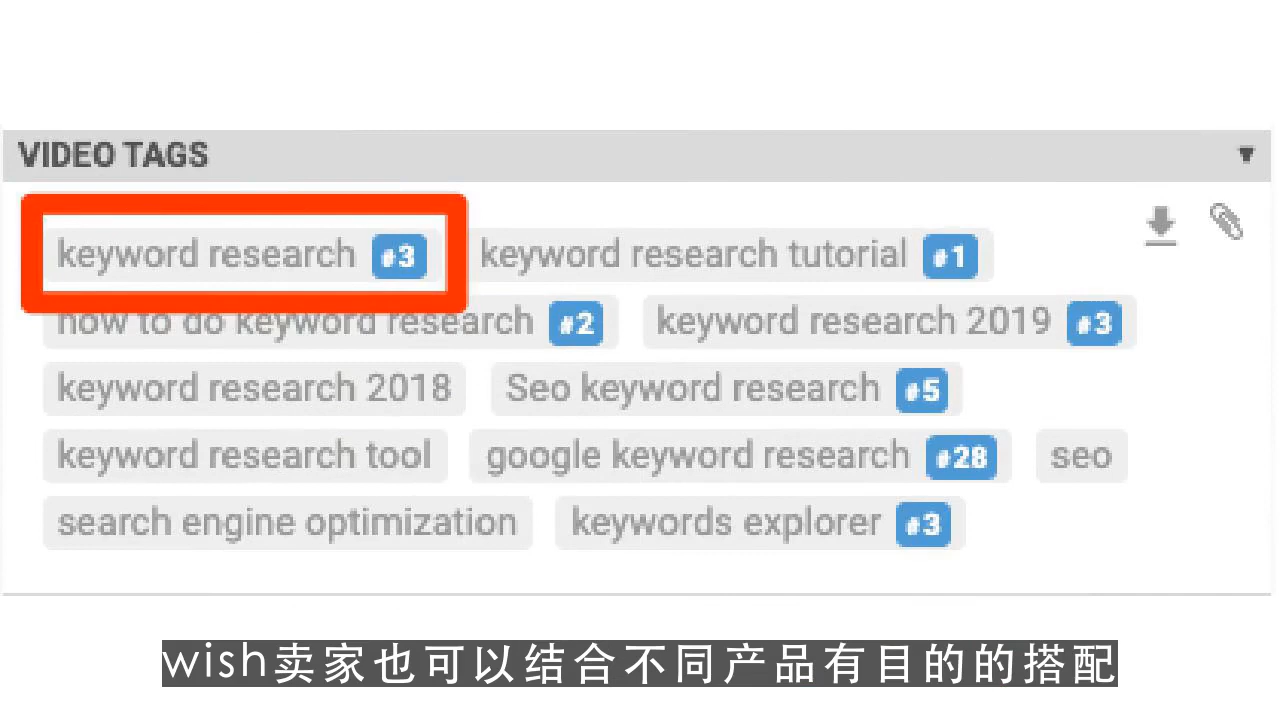 VIDEO TAGS
keyword research #3 keyword research tutorial #1
how to do keyword research #2 keyword research 2019 #3
keyword research 2018 Seo keyword research #5
keyword research tool google keyword research #28 seo
search engine optimization keywords explorer #3
wish卖家也可以结合不同产品有目的的搭配